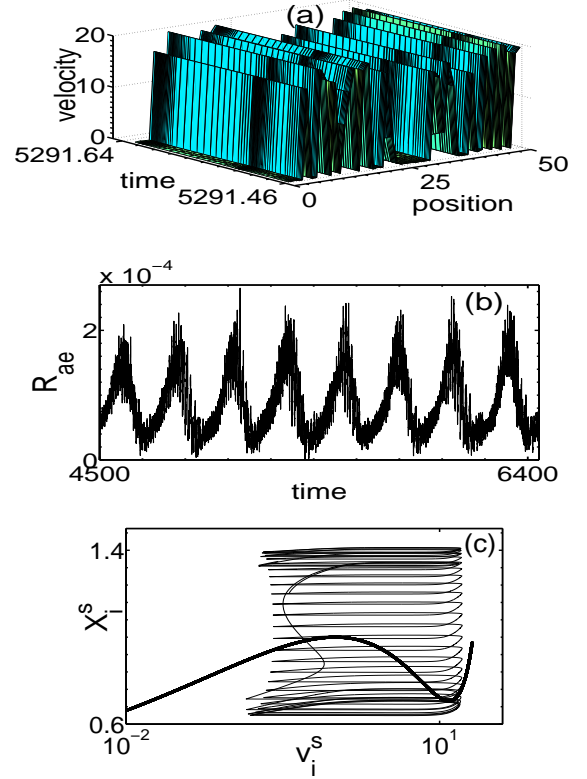 (a)
20
10
0
velocity
5291.64
time
5291.46
0
25
50
position
x 10⁻⁴
(b)
2
0
R_ae
4500
6400
time
(c)
1.4
0.6
X_i^s
10⁻²
10¹
v_i^s